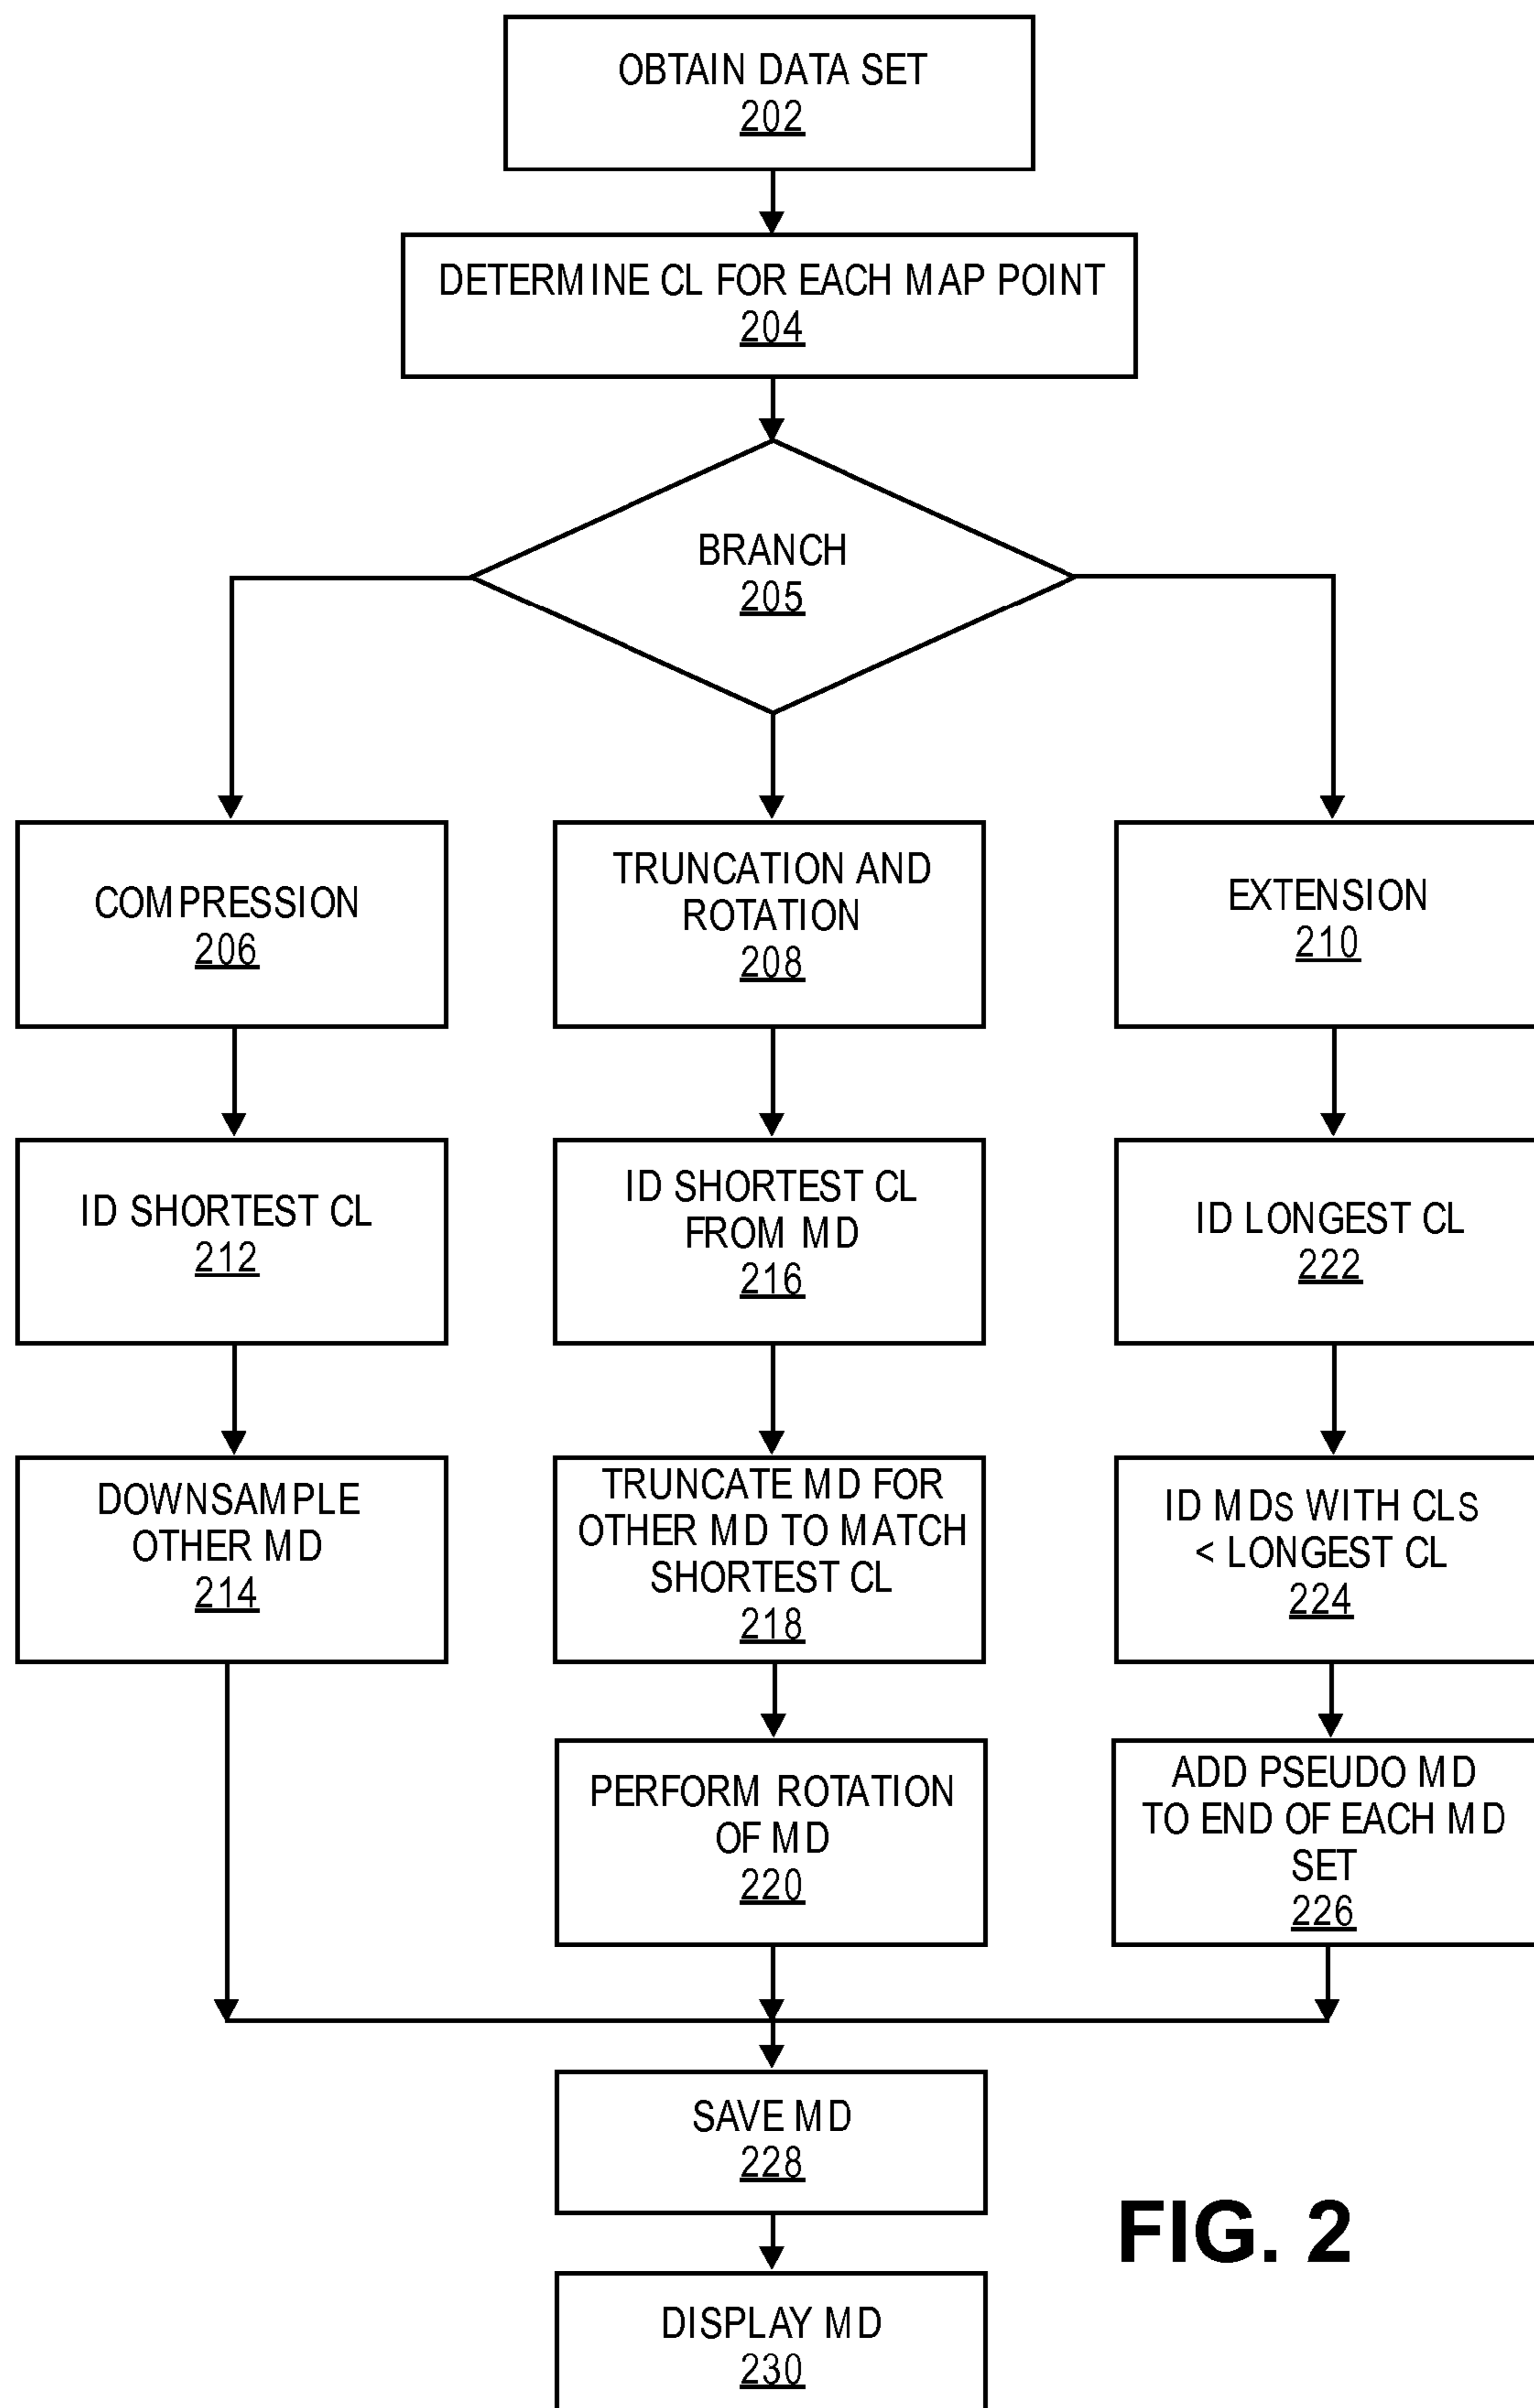 OBTAIN DATA SET
202
DETERMINE CL FOR EACH MAP POINT
204
BRANCH
205
COMPRESSION
206
TRUNCATION AND
ROTATION
208
EXTENSION
210
ID SHORTEST CL
212
ID SHORTEST CL
FROM MD
216
ID LONGEST CL
222
DOWNSAMPLE
OTHER MD
214
TRUNCATE MD FOR
OTHER MD TO MATCH
SHORTEST CL
218
ID MDS WITH CLS
< LONGEST CL
224
PERFORM ROTATION
OF MD
220
ADD PSEUDO MD
TO END OF EACH MD
SET
226
SAVE MD
228
DISPLAY MD
230
FIG. 2